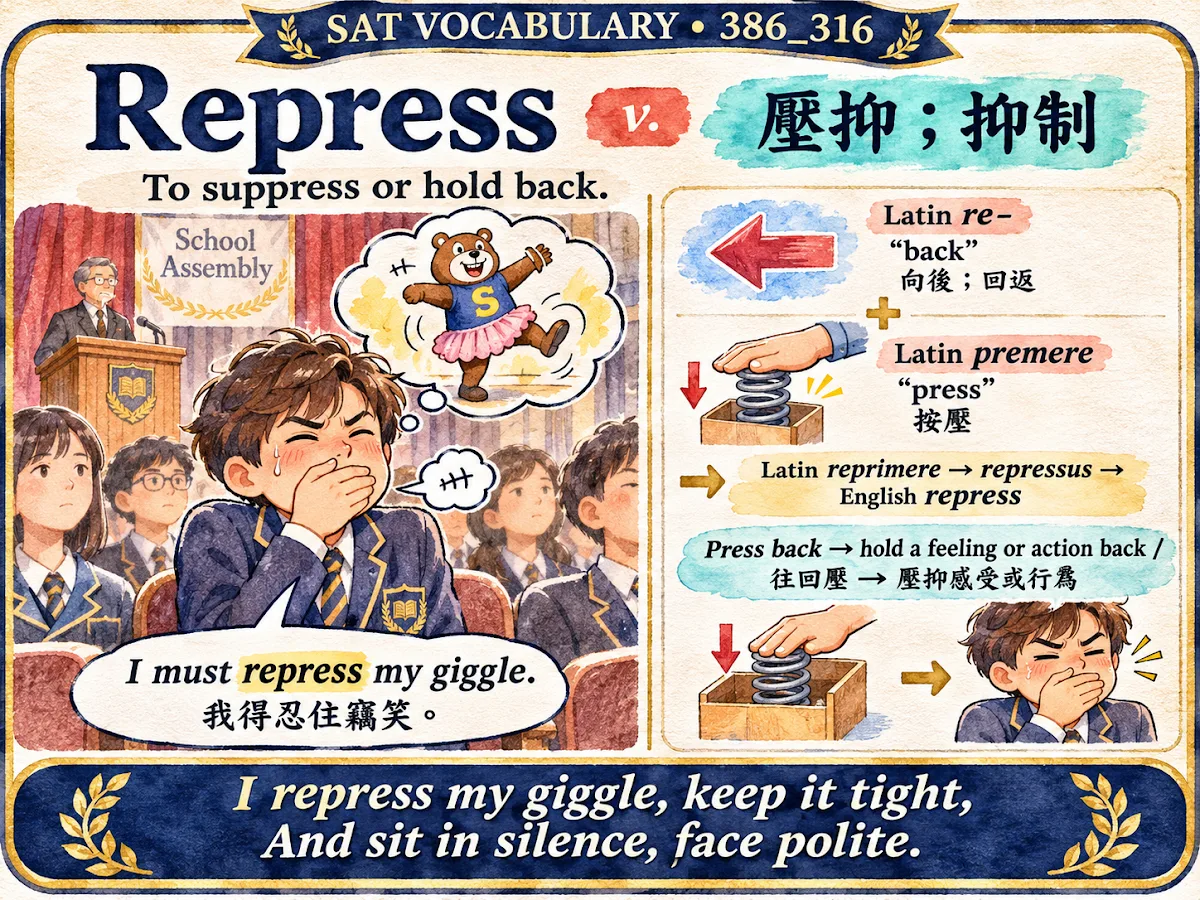 SAT VOCABULARY • 386_316
Repress
v.
壓抑；抑制
To suppress or hold back.
School
Assembly
S
I must repress my giggle.
我得忍住竊笑。
Latin re-
“back”
向後；回返
+
Latin premere
“press”
按壓
Latin reprimere → repressus →
English repress
Press back → hold a feeling or action back /
往回壓 → 壓抑感受或行為
I repress my giggle, keep it tight,
And sit in silence, face polite.